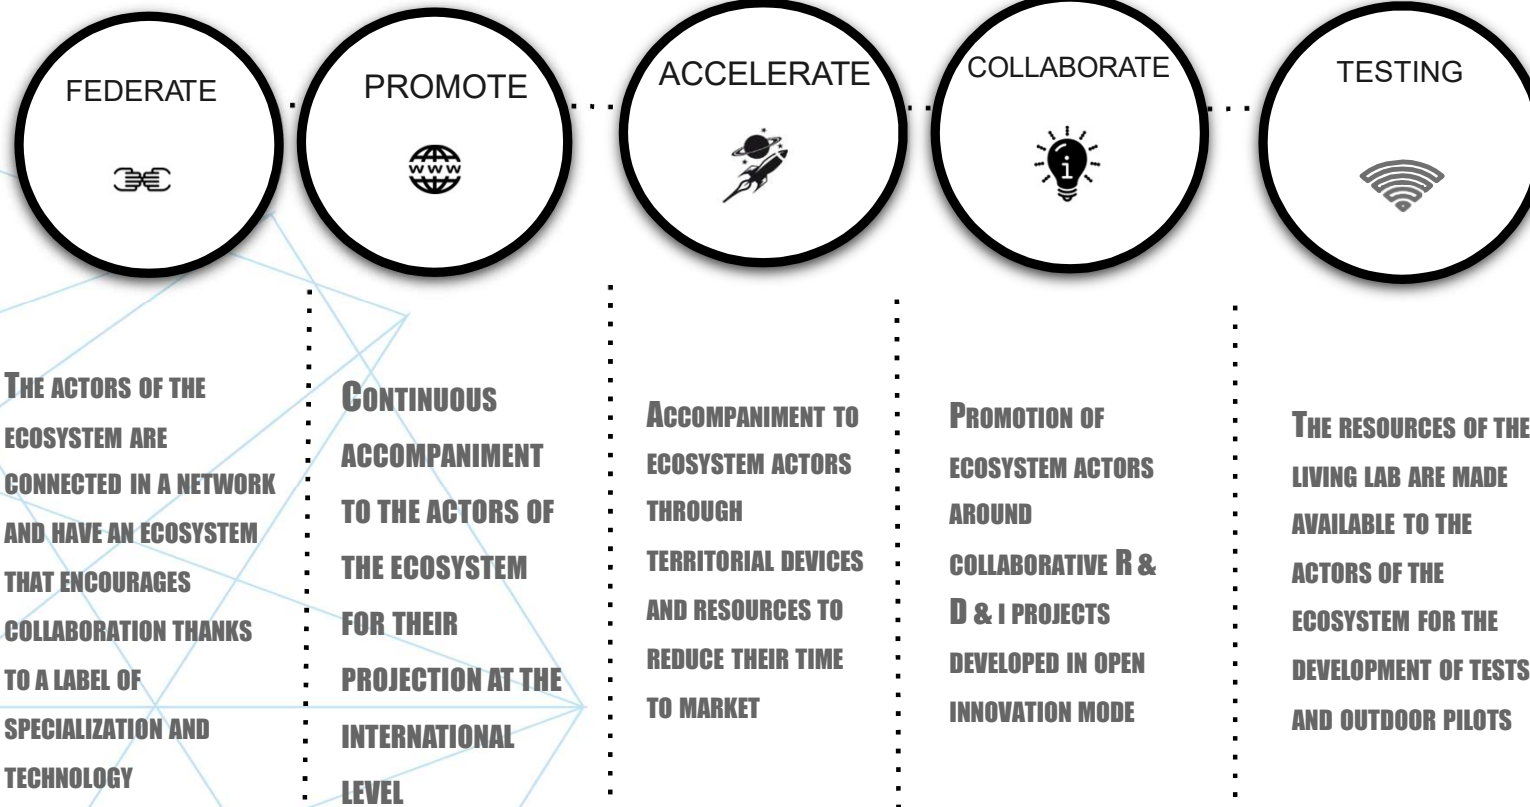 FEDERATE
PROMOTE
WWW
ACCELERATE
COLLABORATE
i
TESTING
THE ACTORS OF THE
ECOSYSTEM ARE
CONNECTED IN A NETWORK
AND HAVE AN ECOSYSTEM
THAT ENCOURAGES
COLLABORATION THANKS
TO A LABEL OF
SPECIALIZATION AND
TECHNOLOGY
CONTINUOUS
ACCOMPANIMENT
TO THE ACTORS OF
THE ECOSYSTEM
FOR THEIR
PROJECTION AT THE
INTERNATIONAL
LEVEL
ACCOMPANIMENT TO
ECOSYSTEM ACTORS
THROUGH
TERRITORIAL DEVICES
AND RESOURCES TO
REDUCE THEIR TIME
TO MARKET
PROMOTION OF
ECOSYSTEM ACTORS
AROUND
COLLABORATIVE R &
D & I PROJECTS
DEVELOPED IN OPEN
INNOVATION MODE
THE RESOURCES OF THE
LIVING LAB ARE MADE
AVAILABLE TO THE
ACTORS OF THE
ECOSYSTEM FOR THE
DEVELOPMENT OF TESTS
AND OUTDOOR PILOTS